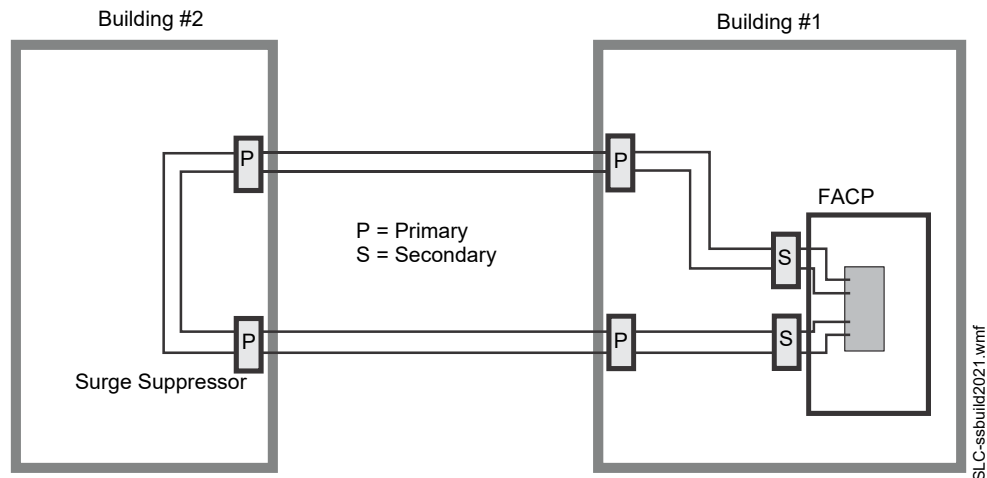 Building #2
Building #1
P
P
FACP
P = Primary
S = Secondary
S
P
P
S
Surge Suppressor
SLC-ssbuild2021.wmf